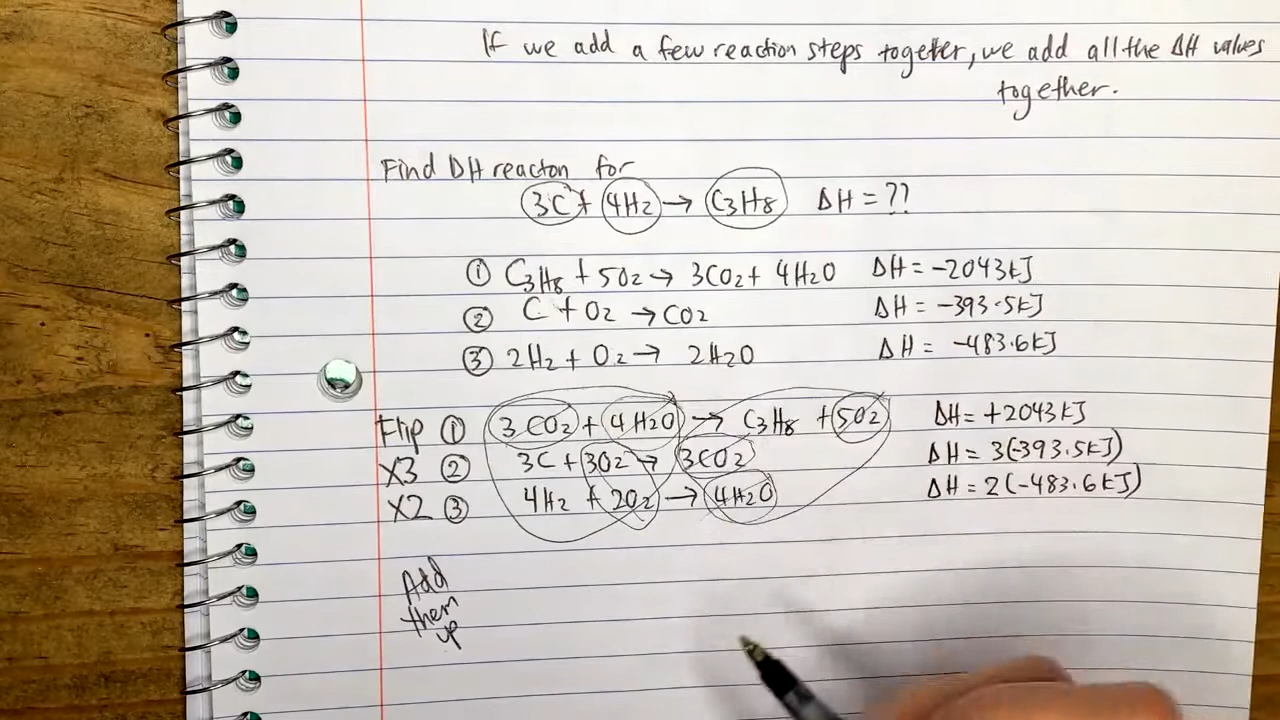 If we add a few reaction steps together, we add all the ΔH values
together.
Find DH reacton for
3C + 4H2 → C3H8 ΔH = ??
① C3H8 + 5O2 → 3CO2 + 4H2O ΔH = -2043kJ
② C + O2 → CO2 ΔH = -393.5kJ
③ 2H2 + O2 → 2H2O ΔH = -483.6kJ
Flip ① 3CO2 + 4H2O → C3H8 + 5O2 ΔH = +2043kJ
X3 ② 3C + 3O2 → 3CO2 ΔH = 3(-393.5kJ)
X2 ③ 4H2 + 2O2 → 4H2O ΔH = 2(-483.6kJ)
Add
them
up